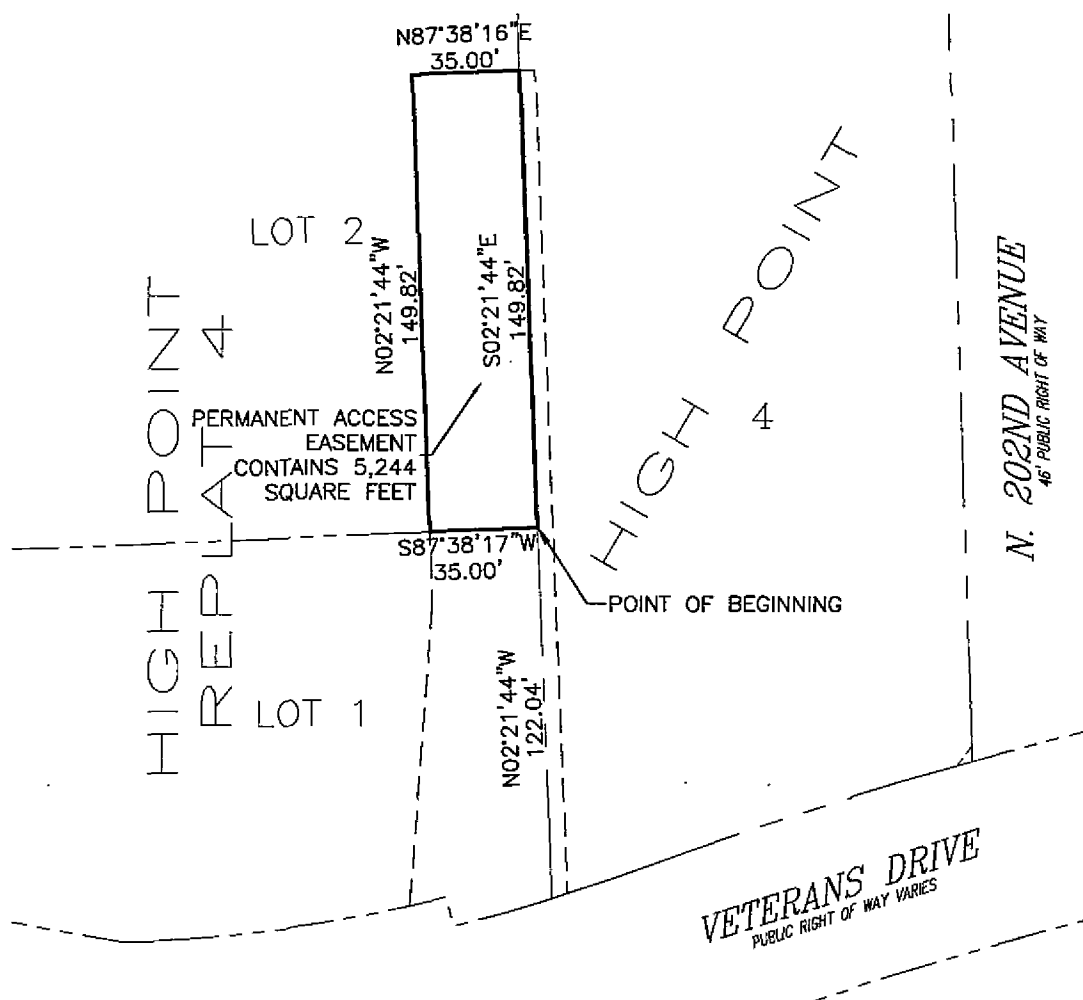 N87°38'16"E
35.00'
LOT 2
N02°21'44"W
149.82'
S02°21'44"E
149.82'
HIGH POINT
4
N. 202ND AVENUE
46' PUBLIC RIGHT OF WAY
HIGH POINT
REPLAT 4
PERMANENT ACCESS
EASEMENT
CONTAINS 5,244
SQUARE FEET
S87°38'17"W
35.00'
POINT OF BEGINNING
LOT 1
N02°21'44"W
122.04'
VETERANS DRIVE
PUBLIC RIGHT OF WAY VARIES